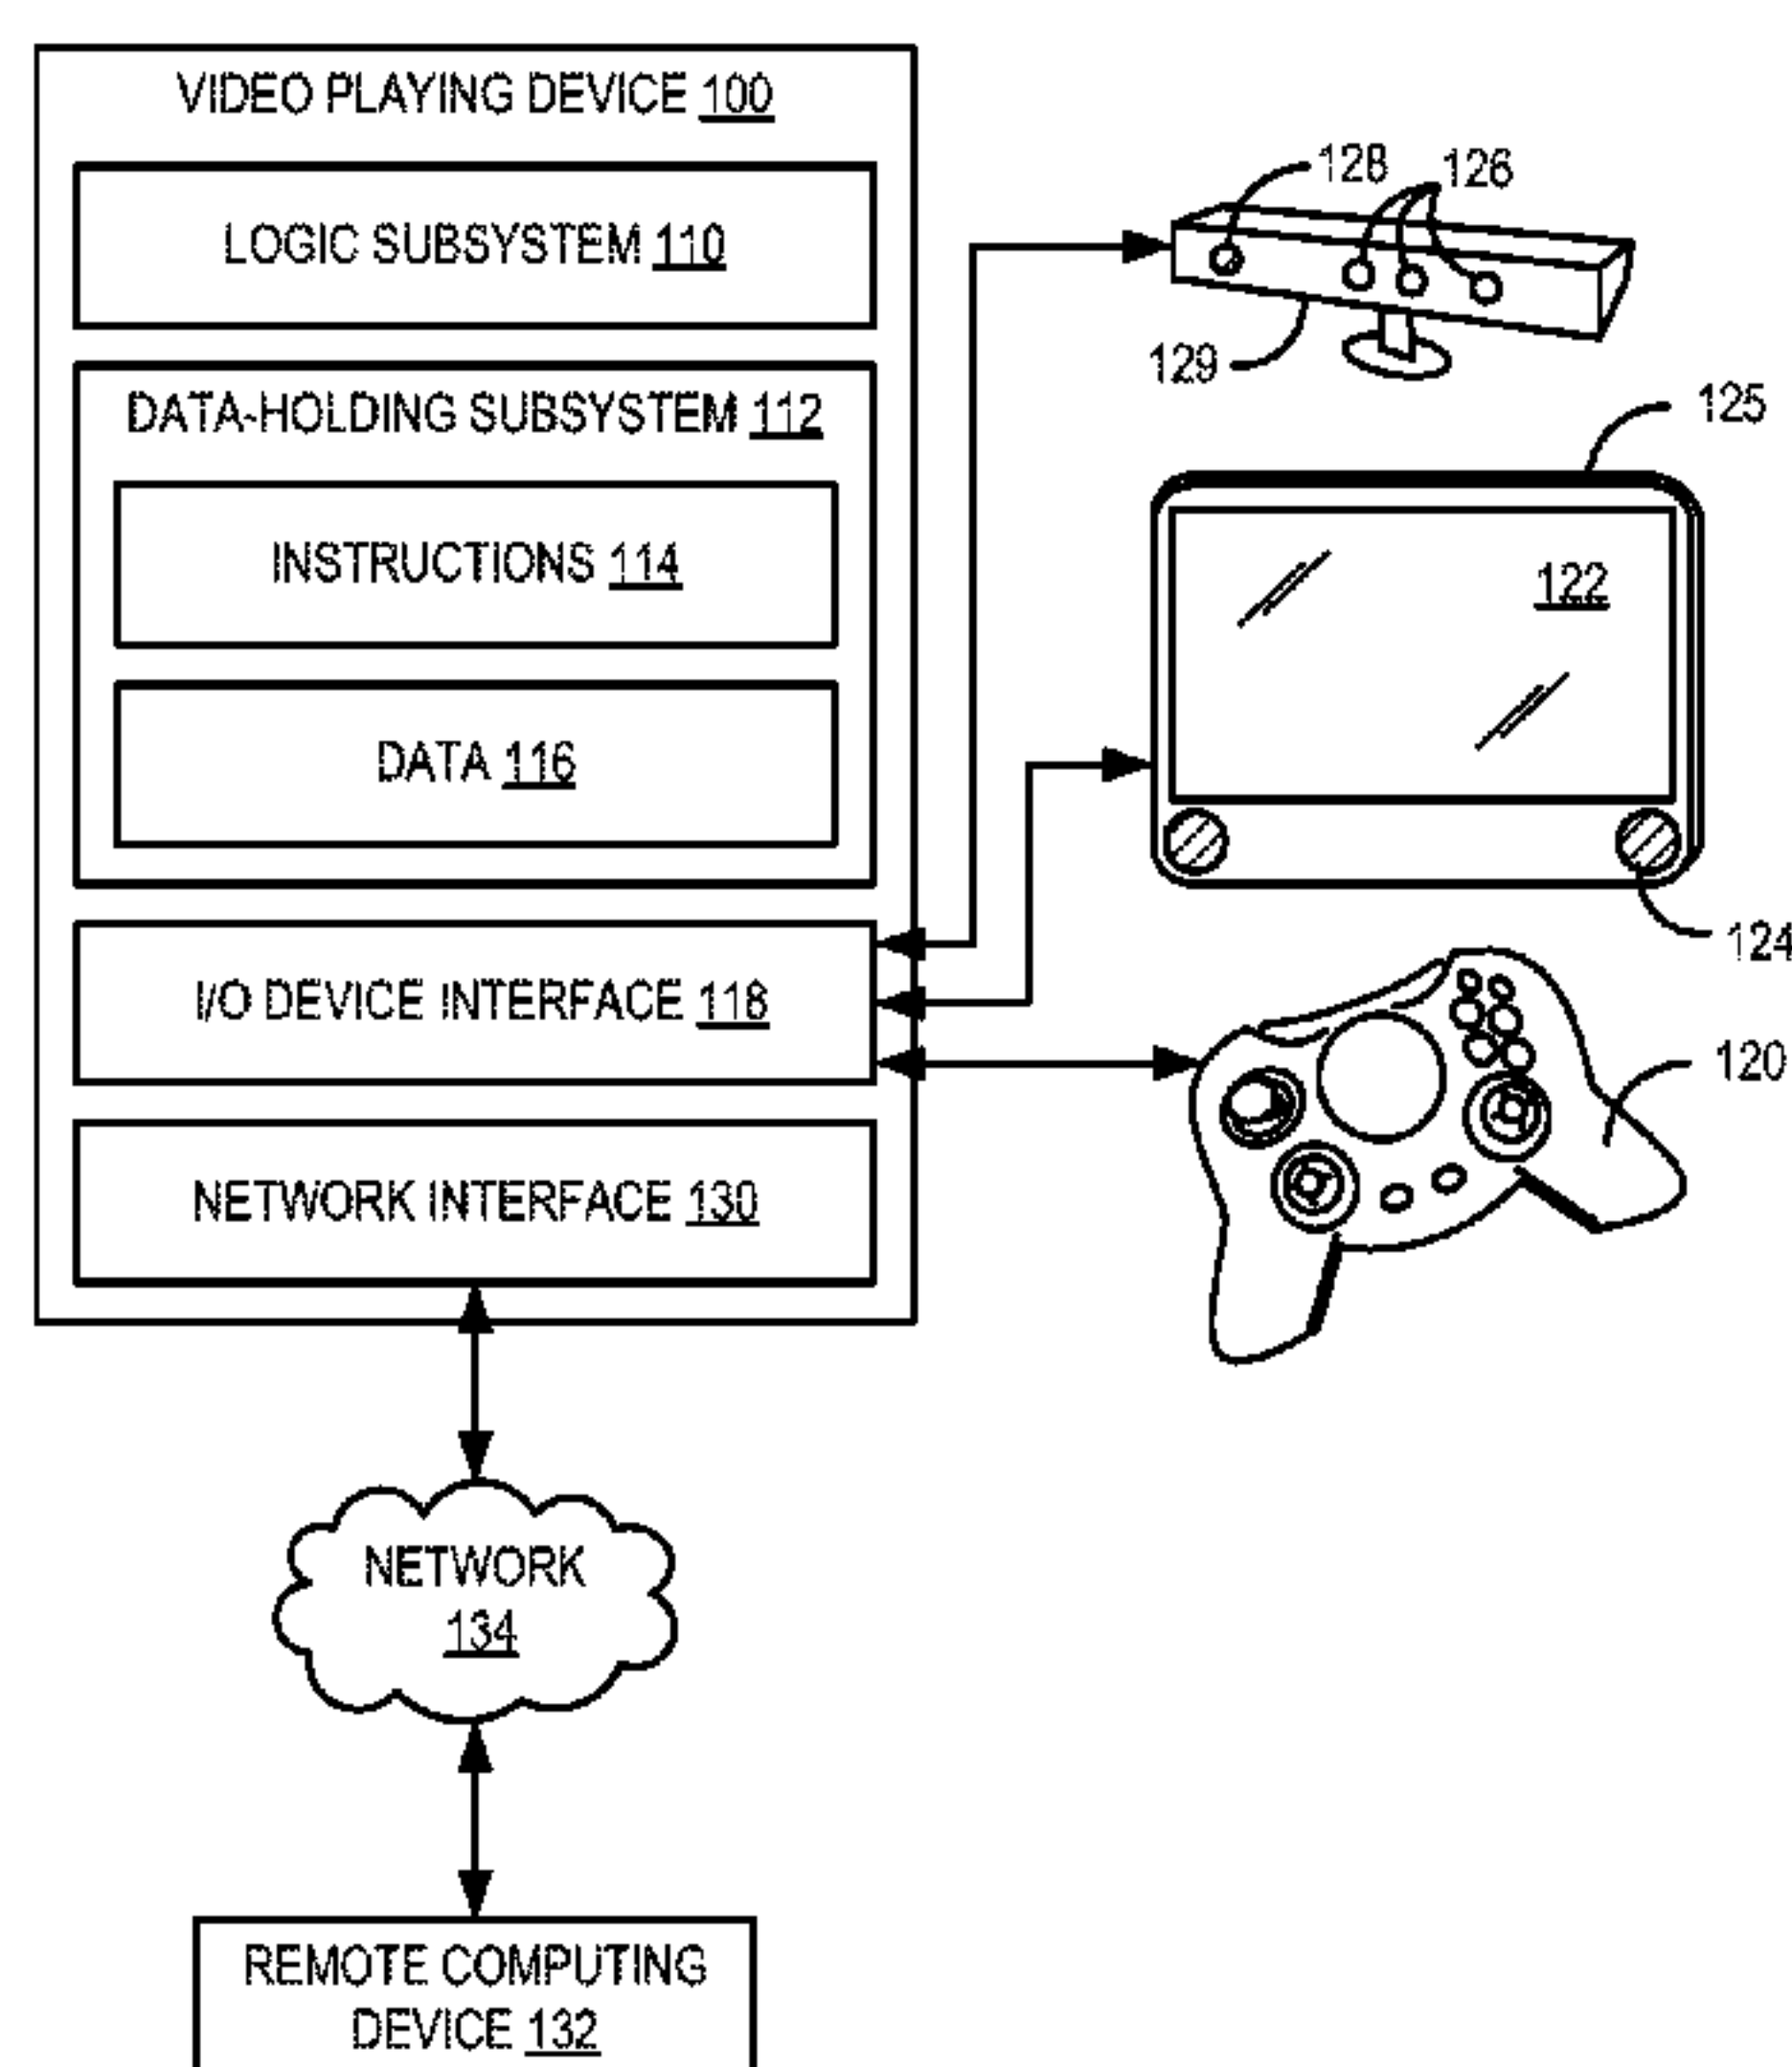 VIDEO PLAYING DEVICE 100
LOGIC SUBSYSTEM 110
DATA-HOLDING SUBSYSTEM 112
INSTRUCTIONS 114
DATA 116
I/O DEVICE INTERFACE 118
NETWORK INTERFACE 130
128
126
129
125
122
124
120
NETWORK
134
REMOTE COMPUTING
DEVICE 132